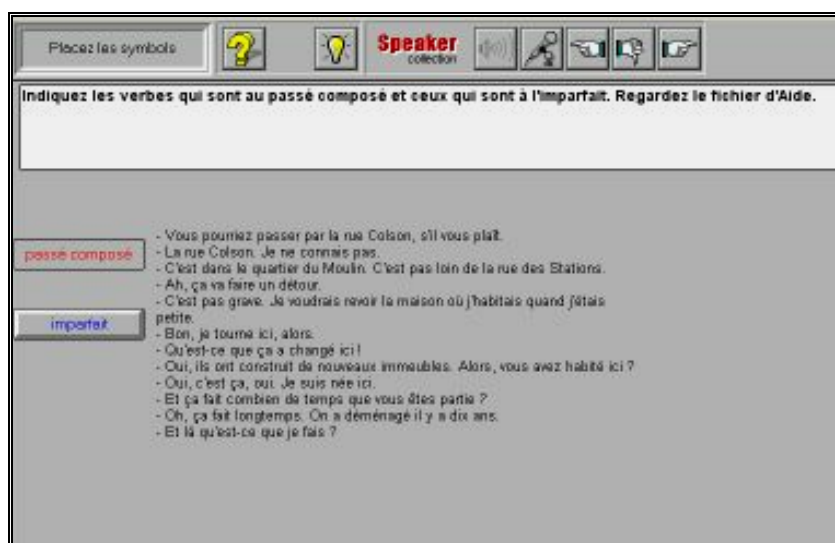 Placez les symbols
Speaker
collection
Indiquez les verbes qui sont au passé composé et ceux qui sont à l'imparfait. Regardez le fichier d'Aide.
- Vous pourriez passer par la rue Colson, s'il vous plaît.
passé composé
- La rue Colson. Je ne connais pas.
- C'est dans le quartier du Moulin. C'est pas loin de la rue des Stations.
- Ah, ça va faire un détour.
- C'est pas grave. Je voudrais revoir la maison où j'habitais quand j'étais
imparfait
petite.
- Bon, je tourne ici, alors.
- Qu'est-ce que ça a changé ici !
- Oui, ils ont construit de nouveaux immeubles. Alors, vous avez habité ici ?
- Oui, c'est ça, oui. Je suis née ici.
- Et ça fait combien de temps que vous êtes partie ?
- Oh, ça fait longtemps. On a déménagé il y a dix ans.
- Et là qu'est-ce que je fais ?